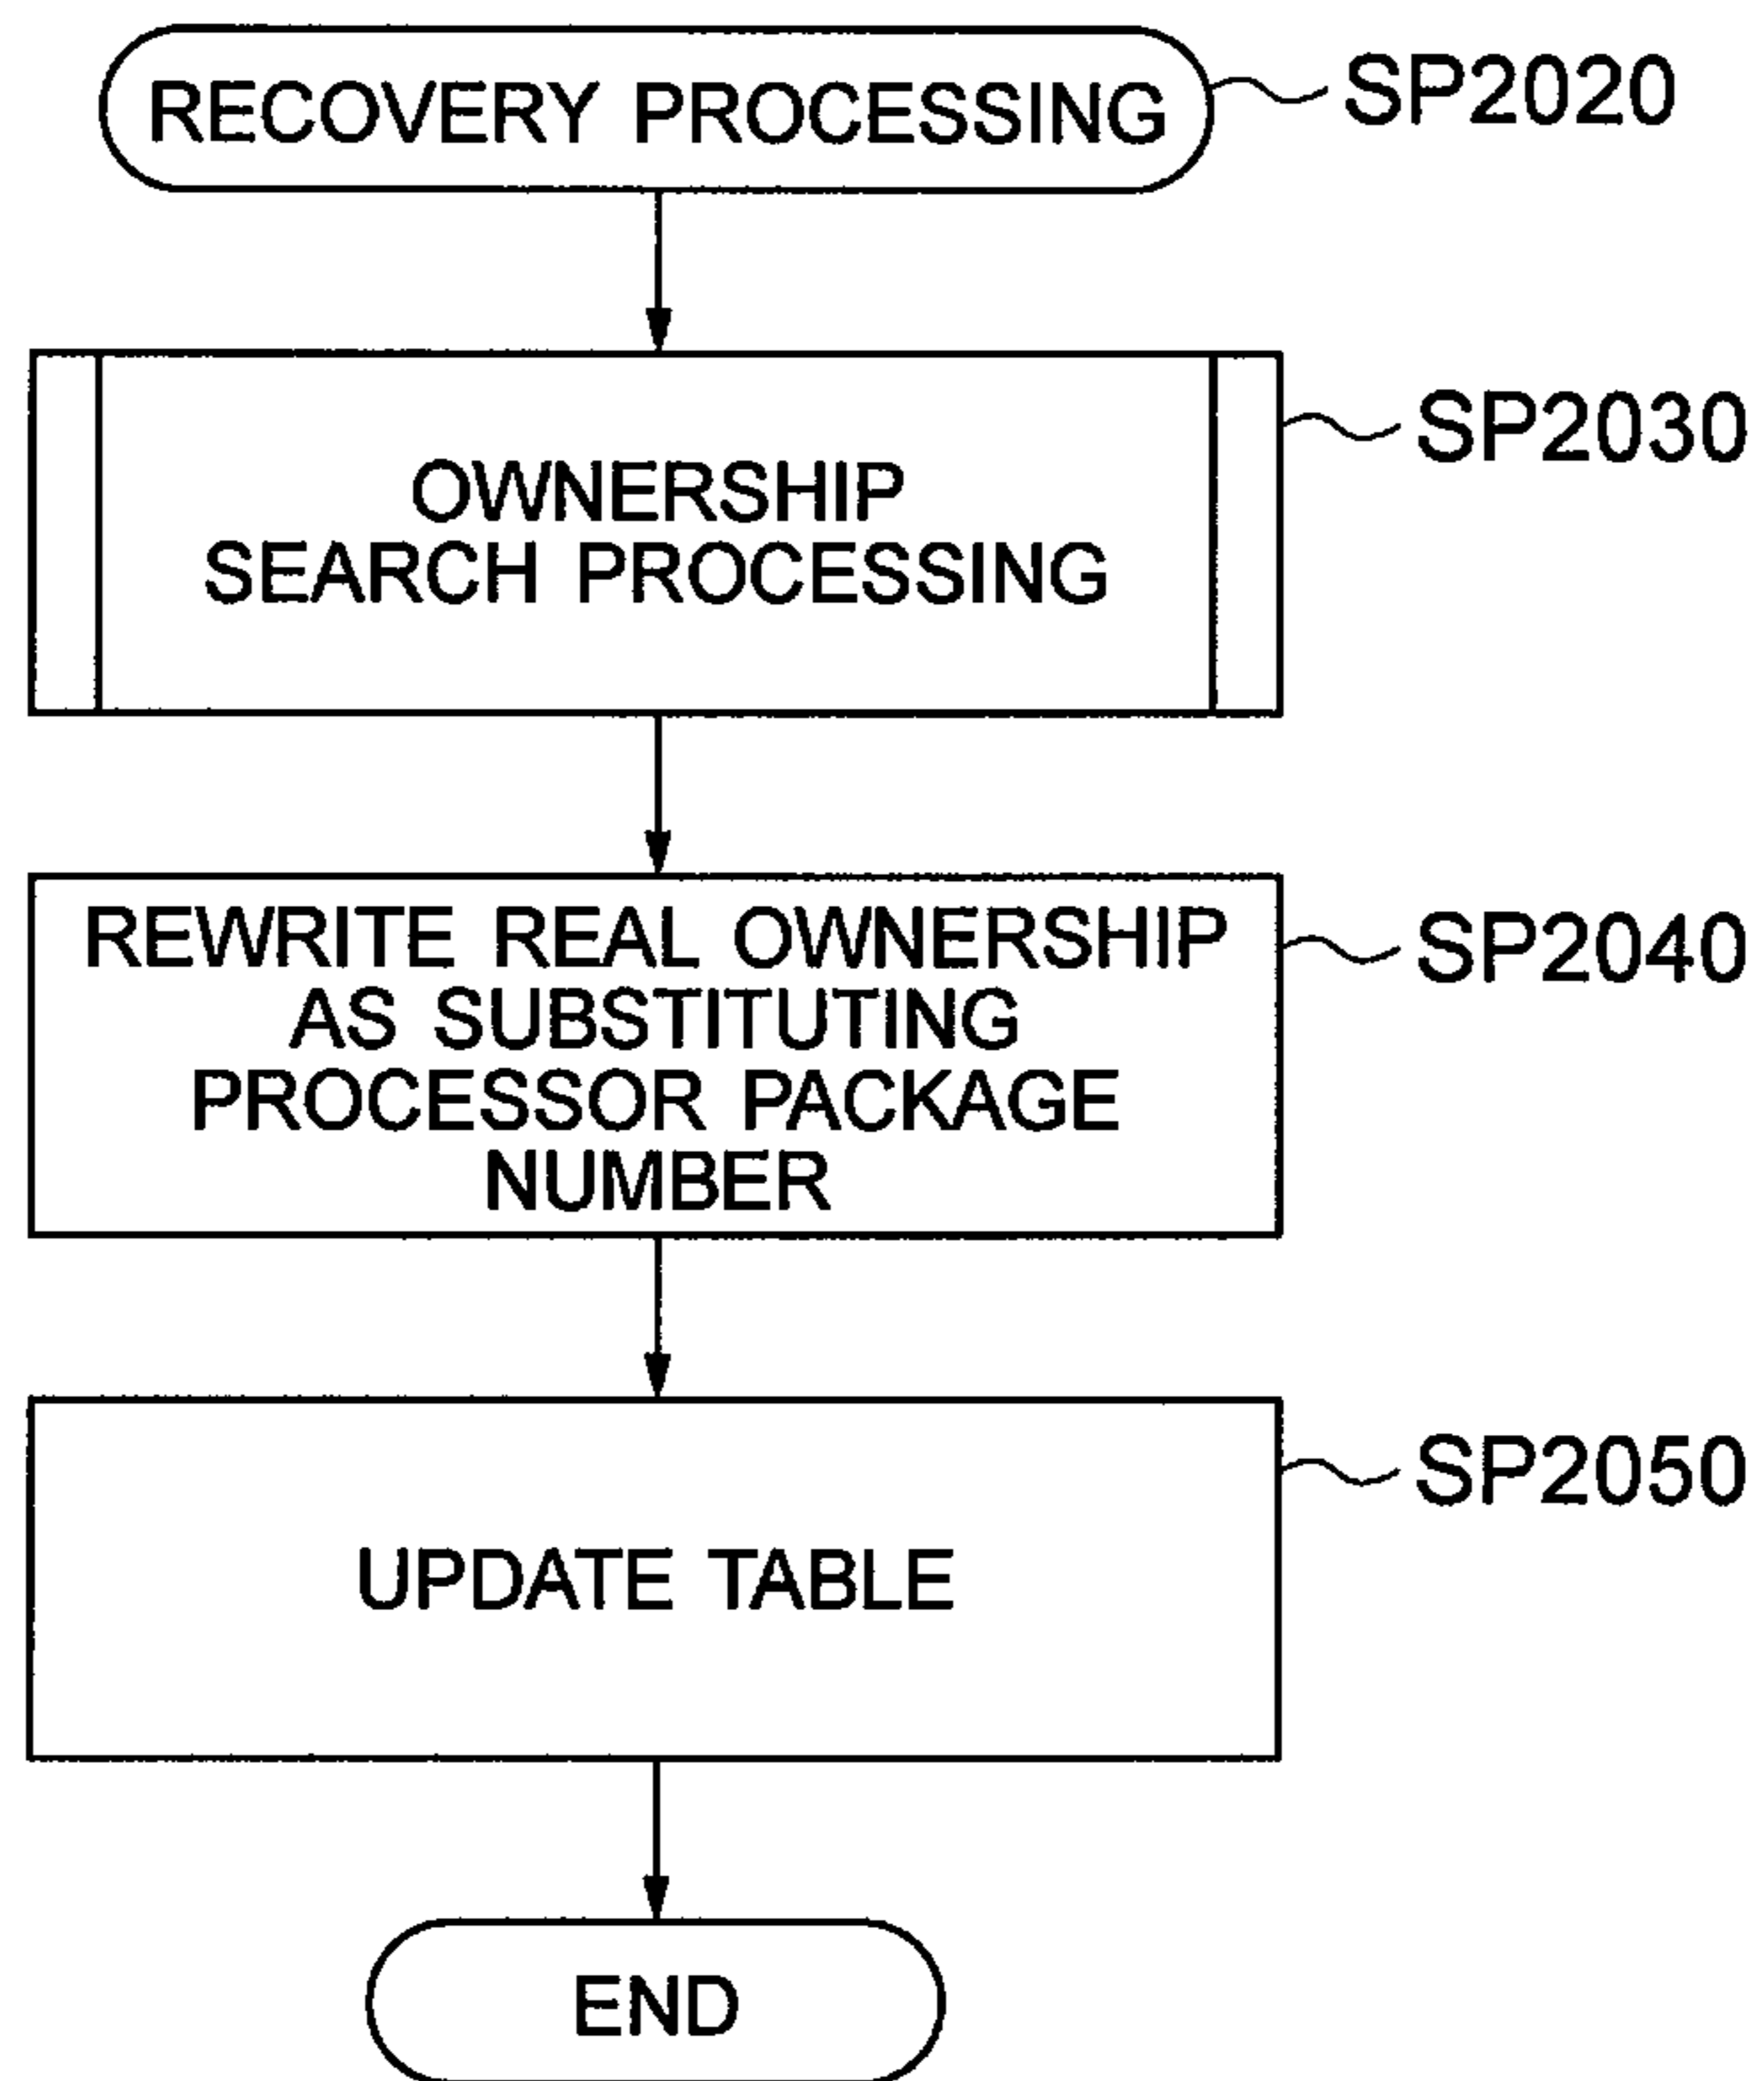 RECOVERY PROCESSING
SP2020
SP2030
OWNERSHIP
SEARCH PROCESSING
REWRITE REAL OWNERSHIP
SP2040
AS SUBSTITUTING
PROCESSOR PACKAGE
NUMBER
SP2050
UPDATE TABLE
END